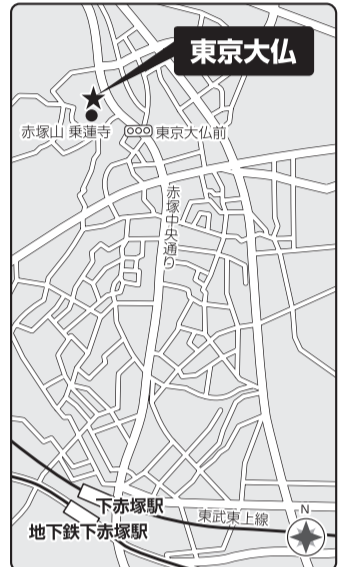 東京大仏
赤塚山 乗蓮寺
東京大仏前
赤塚中央通り
下赤塚駅
地下鉄下赤塚駅
東武東上線
N